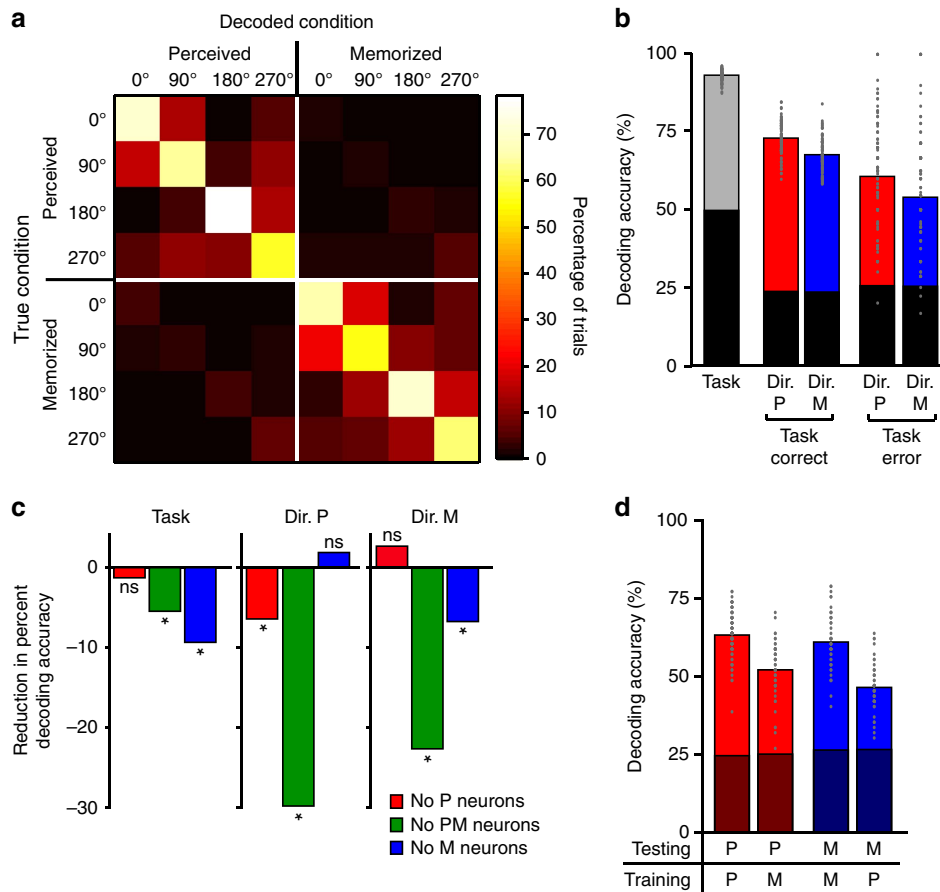 a
Decoded condition
Perceived
Memorized
0° 90° 180° 270° 0° 90° 180° 270°
True condition
Perceived
0°
90°
180°
270°
Memorized
0°
90°
180°
270°
70
60
50
40
30
20
10
0
Percentage of trials
b
Decoding accuracy (%)
100
75
50
25
0
Task
Dir. Dir. Dir. Dir.
P M P M
Task Task
correct error
c
Task Dir. P Dir. M
Reduction in percent
decoding accuracy
0
−10
−20
−30
ns * *
* * ns
ns * *
No P neurons
No PM neurons
No M neurons
d
Decoding accuracy (%)
100
75
50
25
0
Testing P P M M
Training P M M P